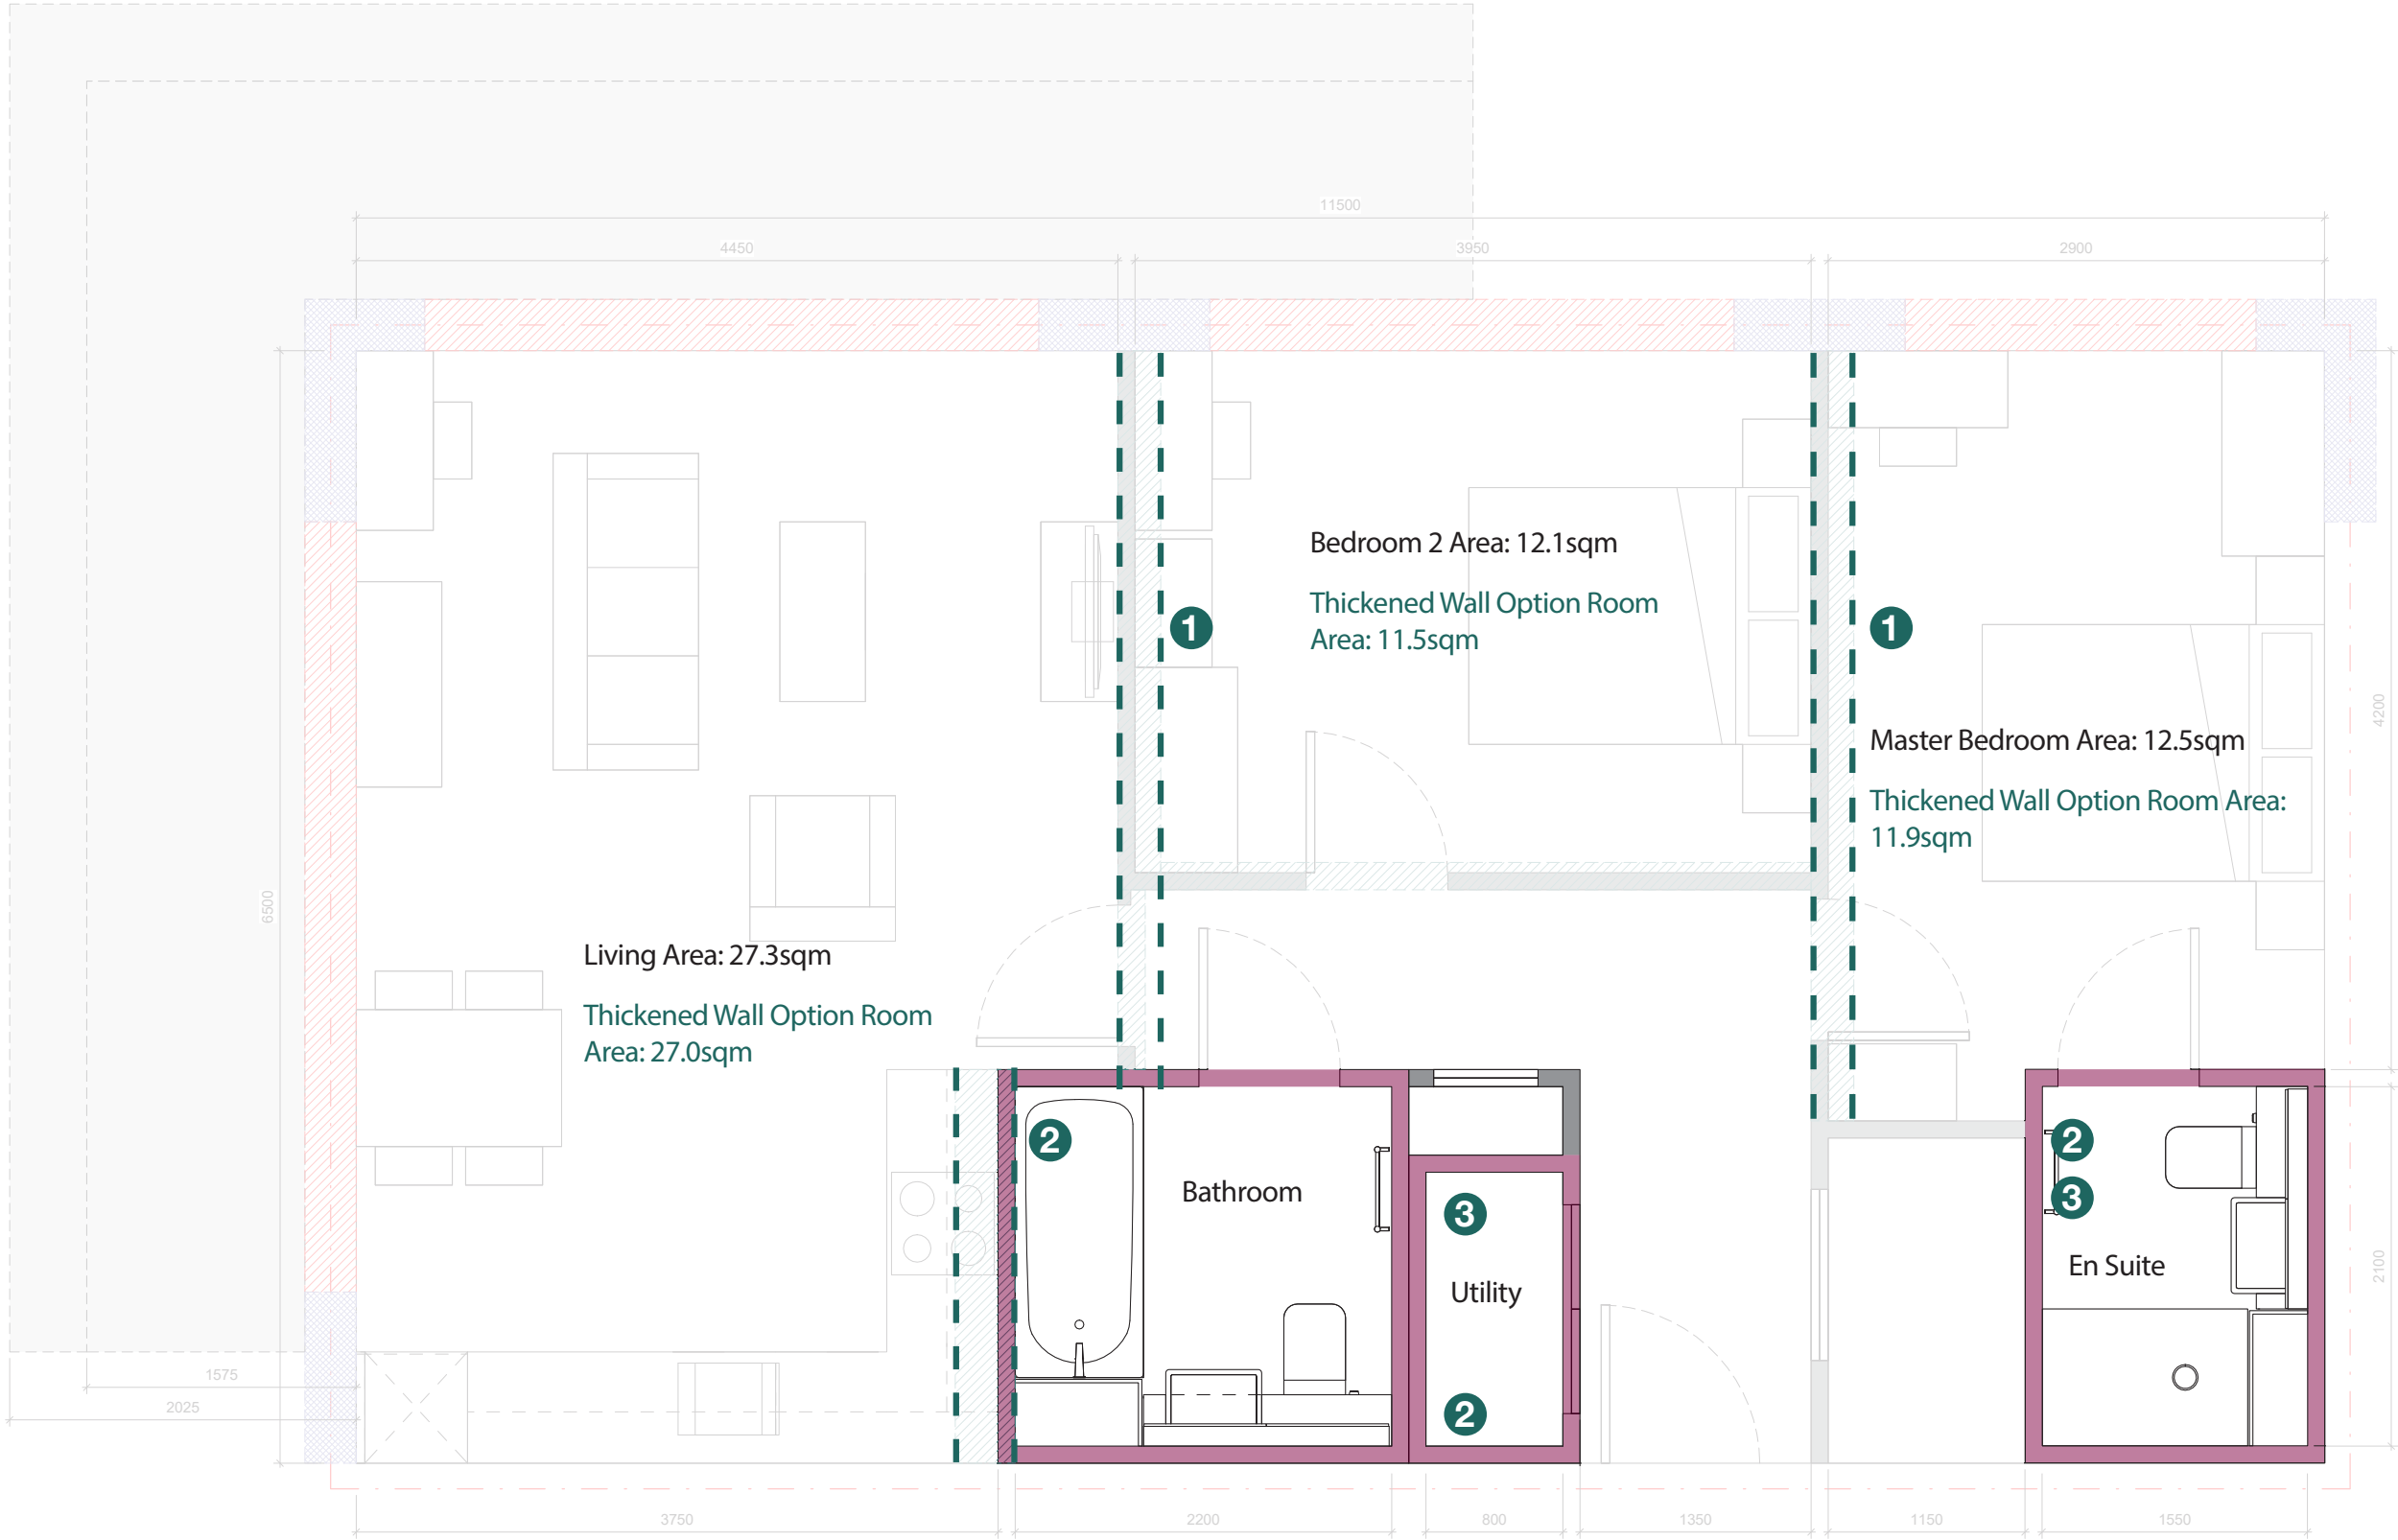 11500
4450
3950
2900
Bedroom 2 Area: 12.1sqm
Thickened Wall Option Room
Area: 11.5sqm
1
1
4200
Master Bedroom Area: 12.5sqm
Thickened Wall Option Room Area:
11.9sqm
6500
Living Area: 27.3sqm
Thickened Wall Option Room
Area: 27.0sqm
2
2
Bathroom
3
3
En Suite
2100
Utility
1575
2025
2
3750
2200
800
1350
1150
1550